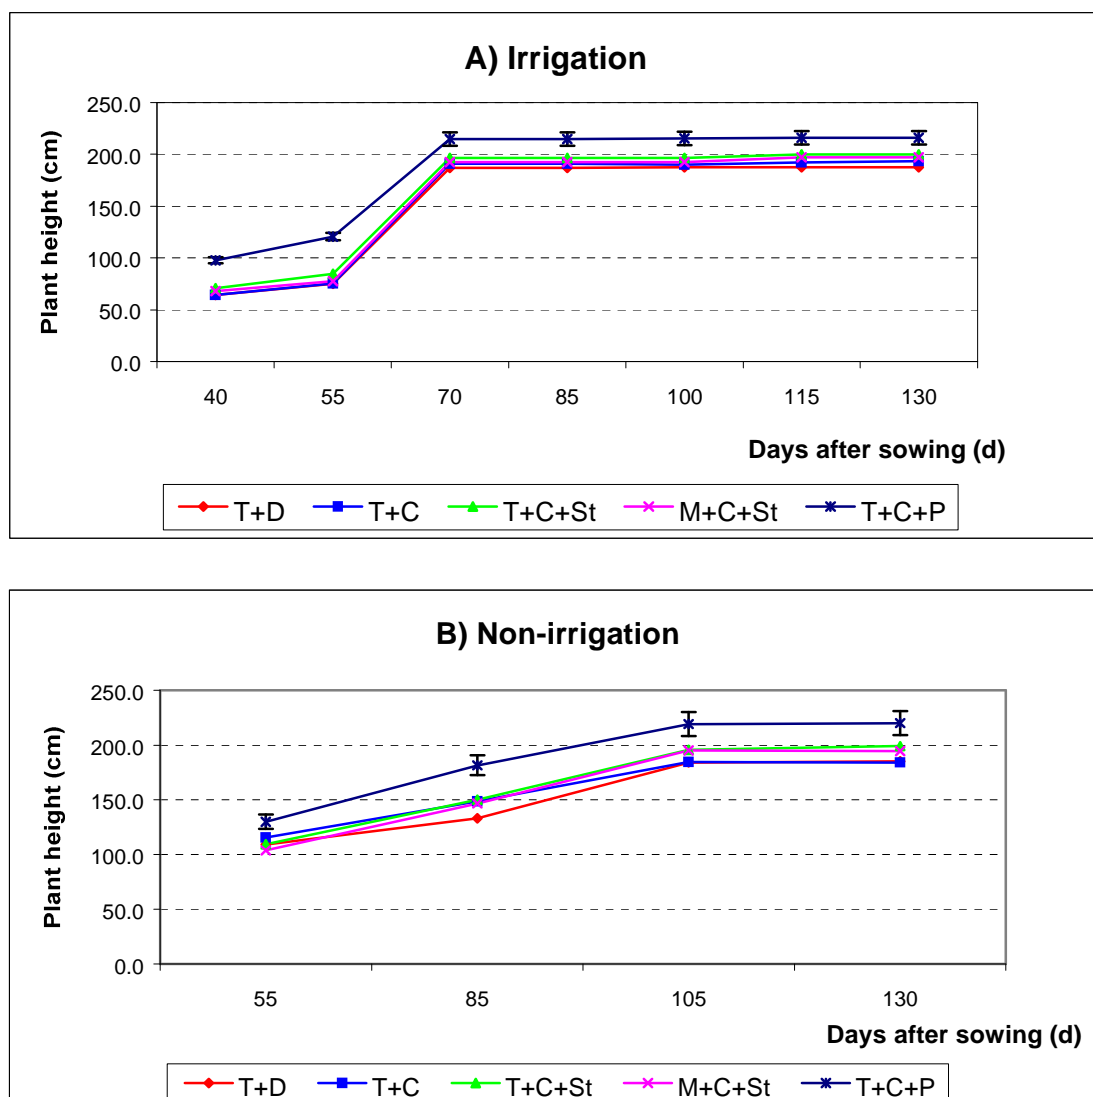 A) Irrigation
250.0
200.0
150.0
100.0
50.0
0.0
Plant height (cm)
40 55 70 85 100 115 130
Days after sowing (d)
T+D T+C T+C+St M+C+St T+C+P
B) Non-irrigation
250.0
200.0
150.0
100.0
50.0
0.0
Plant height (cm)
55 85 105 130
Days after sowing (d)
T+D T+C T+C+St M+C+St T+C+P